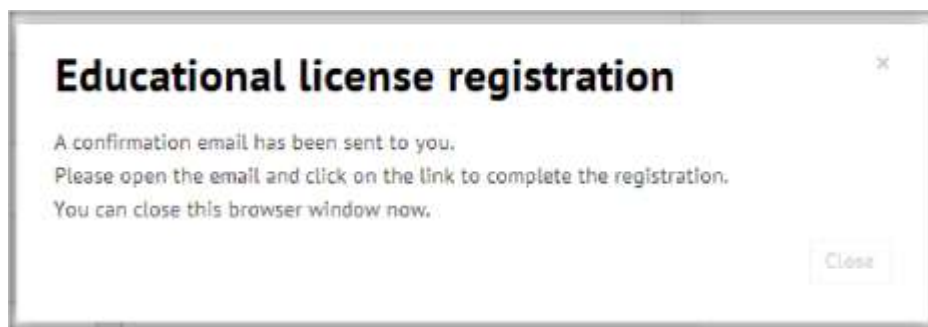 Educational license registration
×
A confirmation email has been sent to you.
Please open the email and click on the link to complete the registration.
You can close this browser window now.
Close